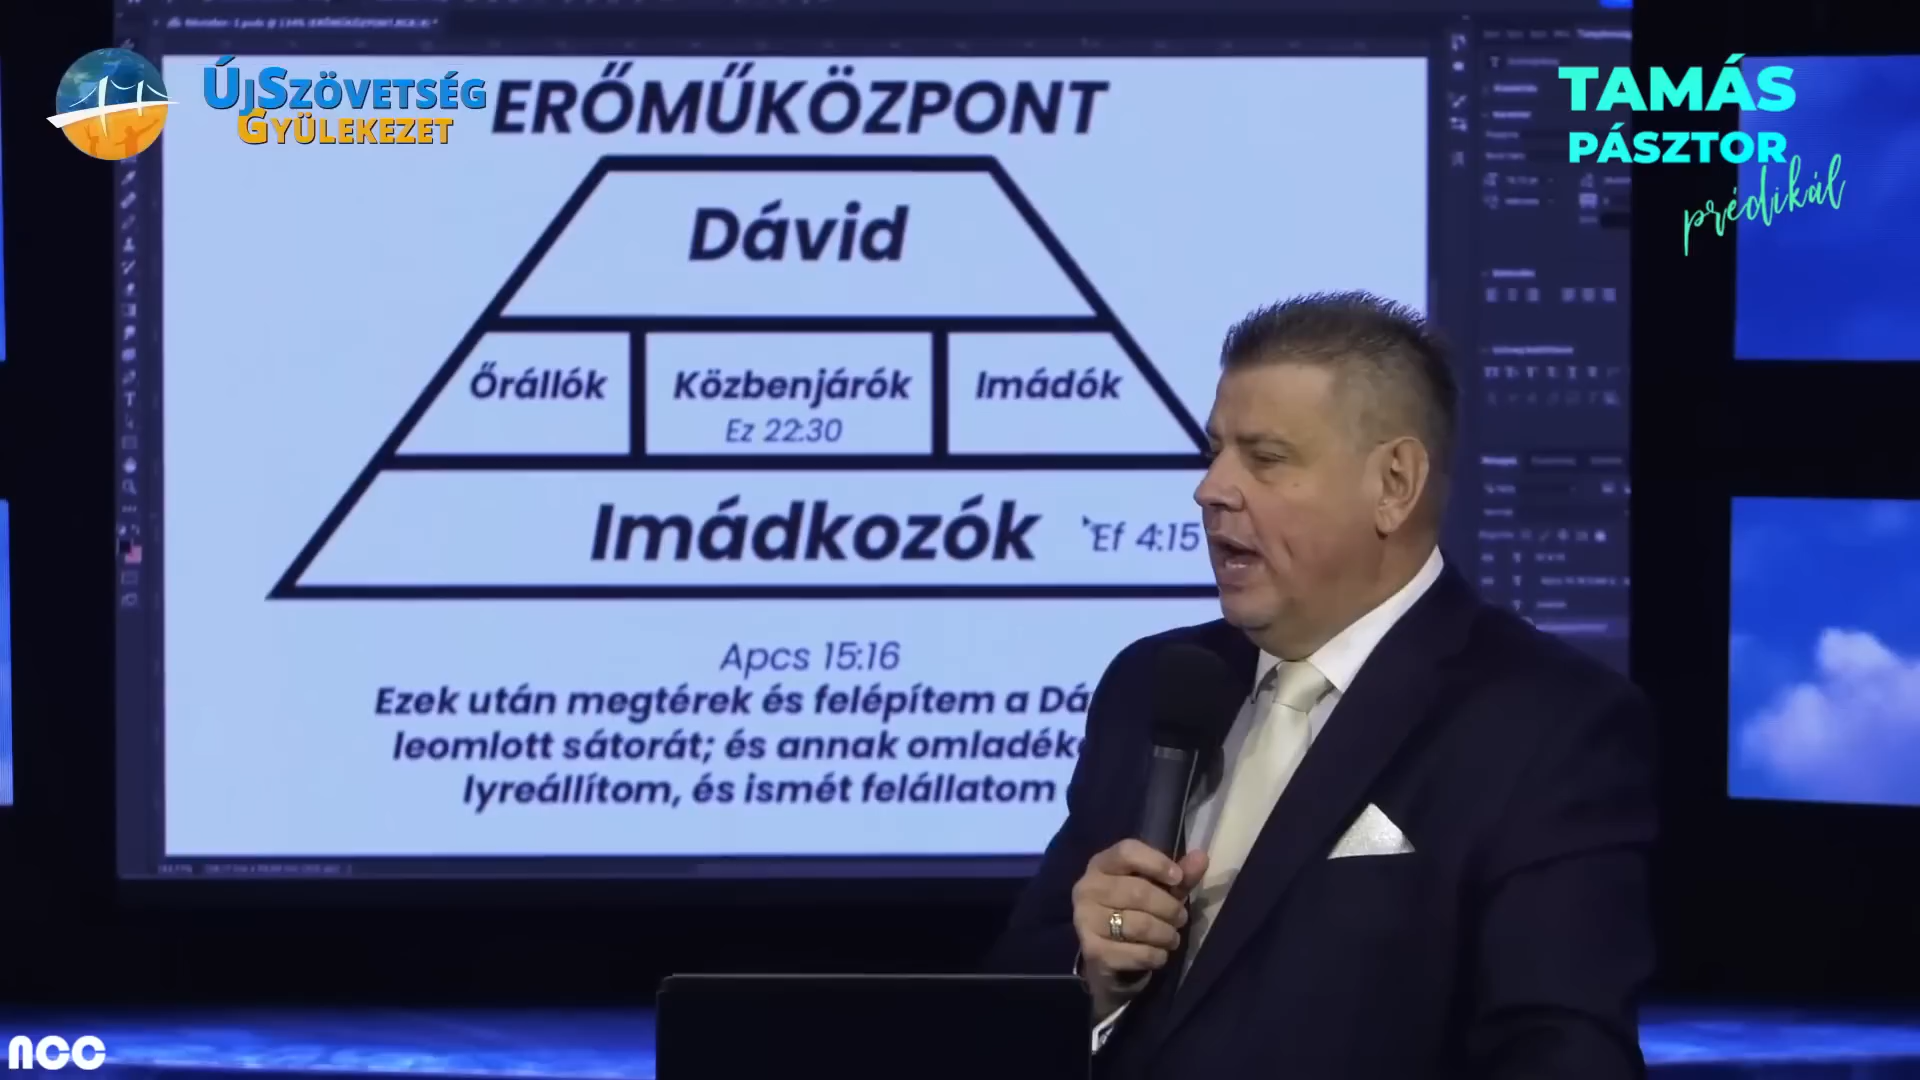 ÚJSZÖVETSÉG
GYÜLEKEZET
TAMÁS
PÁSZTOR
prédikál
ERŐMŰKÖZPONT
Dávid
Őrállók
Közbenjárók
Ez 22:30
Imádók
Imádkozók
Ef 4:15
Apcs 15:16
Ezek után megtérek és felépítem a Dá
leomlott sátorát; és annak omladék
lyreállítom, és ismét felállatom
ncc